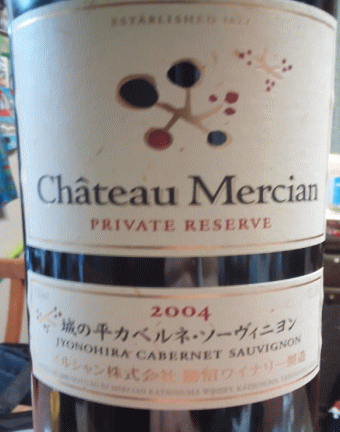 ESTABLISHED 1877
Château Mercian
PRIVATE RESERVE
2004
城の平カベルネ・ソーヴィニヨン
JYONOHIRA CABERNET SAUVIGNON
メルシャン株式会社 勝沼ワイナリー製造